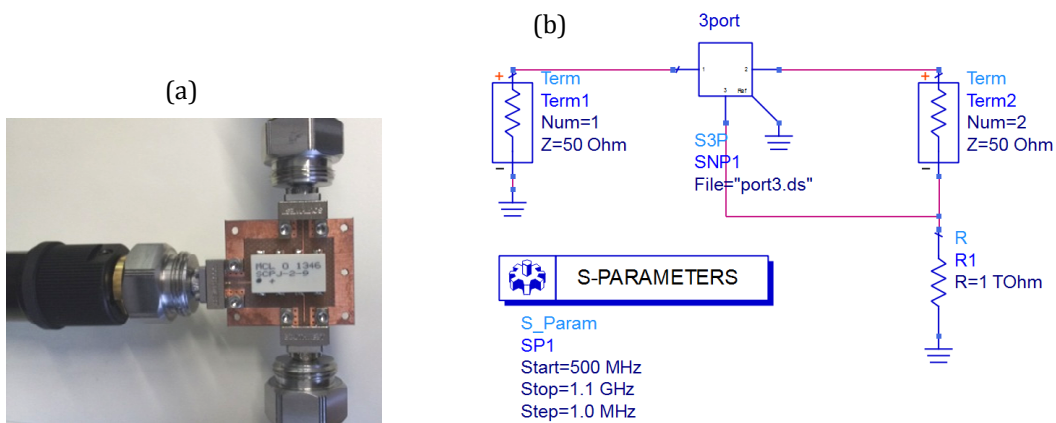 (a)
MCL O 1346
SCPJ-2-9
(b)
3port
1
2
3
Ref
S3P
SNP1
File="port3.ds"
+
Term
Term1
Num=1
Z=50 Ohm
-
+
Term
Term2
Num=2
Z=50 Ohm
-
R
R1
R=1 TOhm
S-PARAMETERS
S_Param
SP1
Start=500 MHz
Stop=1.1 GHz
Step=1.0 MHz